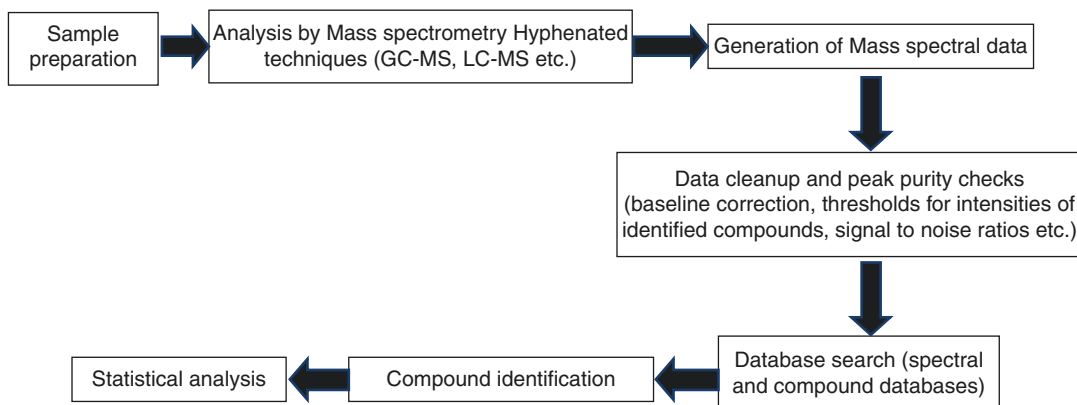 Sample
preparation
Analysis by Mass spectrometry Hyphenated
techniques (GC-MS, LC-MS etc.)
Generation of Mass spectral data
Data cleanup and peak purity checks
(baseline correction, thresholds for intensities of
identified compounds, signal to noise ratios etc.)
Database search (spectral
and compound databases)
Compound identification
Statistical analysis